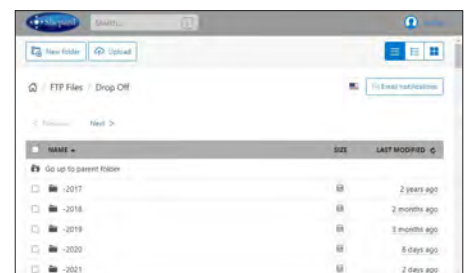 Shepard Search...
New folder Upload
FTP Files / Drop Off
Email notifications
< Previous Next >
NAME SIZE LAST MODIFIED
Go up to parent folder
-2017 2 years ago
-2018 2 months ago
-2019 3 months ago
-2020 6 days ago
-2021 2 days ago